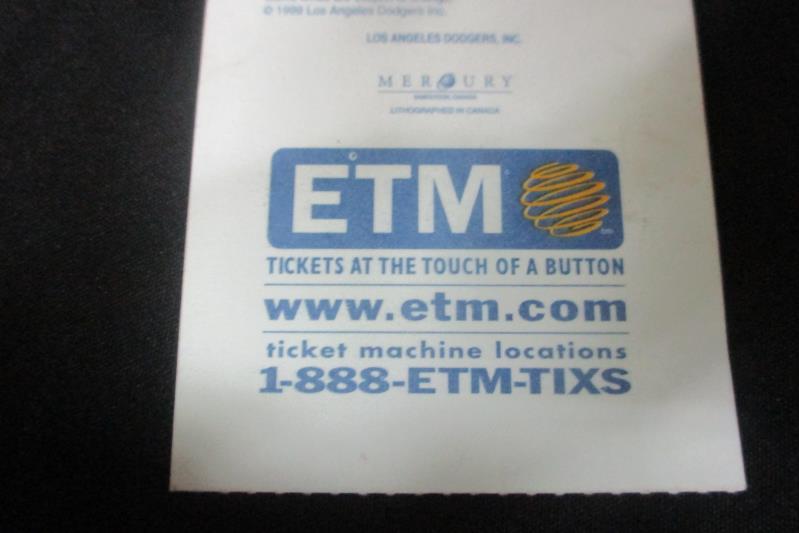 © 1999 Los Angeles Dodgers Inc.
LOS ANGELES DODGERS, INC.
MERCURY
LITHOGRAPHED IN CANADA
ETM
TICKETS AT THE TOUCH OF A BUTTON
www.etm.com
ticket machine locations
1-888-ETM-TIXS